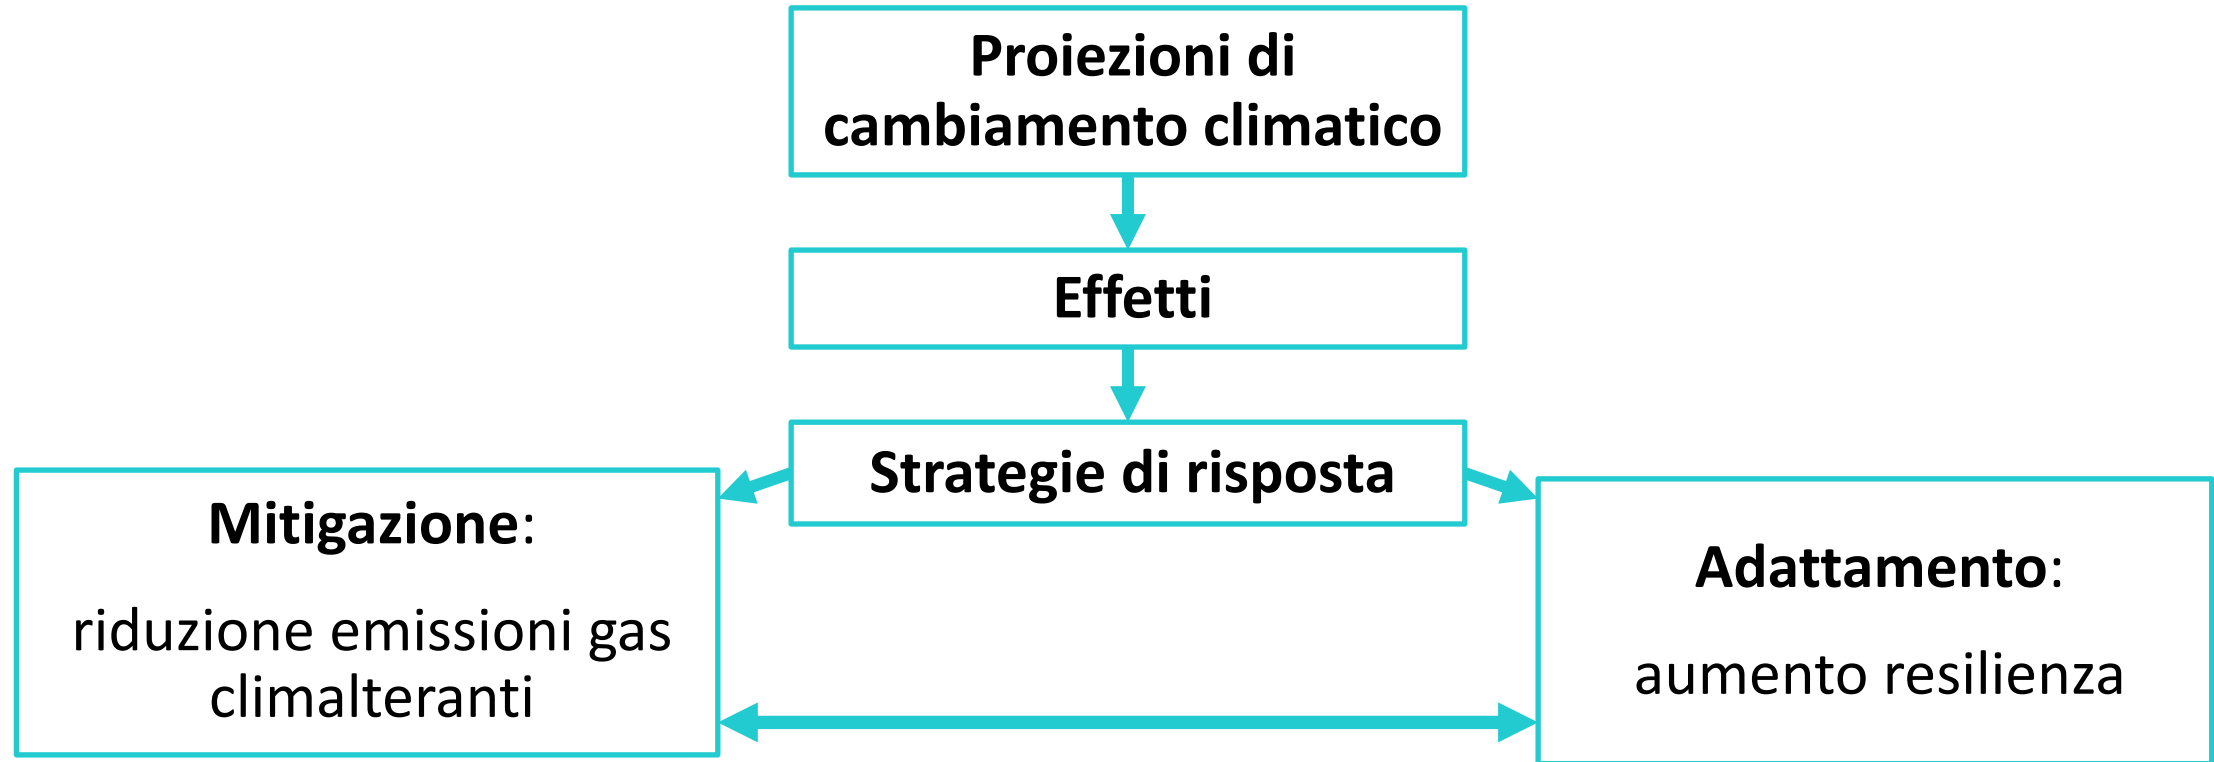 Proiezioni di
cambiamento climatico
Effetti
Strategie di risposta
Mitigazione:
riduzione emissioni gas
climalteranti
Adattamento:
aumento resilienza